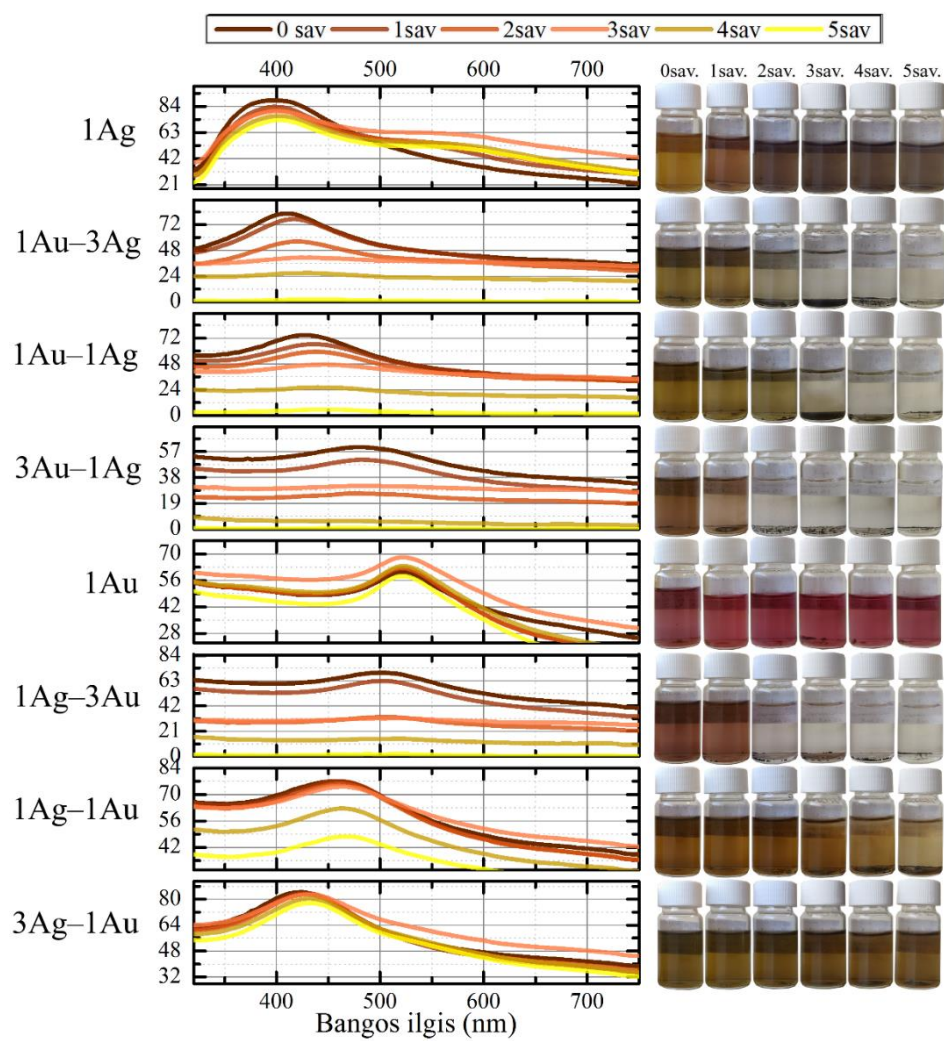 0 sav 1sav 2sav 3sav 4sav 5sav
400 500 600 700
0sav. 1sav. 2sav. 3sav. 4sav. 5sav.
1Ag
84
63
42
21
1Au–3Ag
72
48
24
0
1Au–1Ag
72
48
24
0
3Au–1Ag
57
38
19
0
1Au
70
56
42
28
1Ag–3Au
84
63
42
21
0
1Ag–1Au
84
70
56
42
3Ag–1Au
80
64
48
32
400 500 600 700
Bangos ilgis (nm)